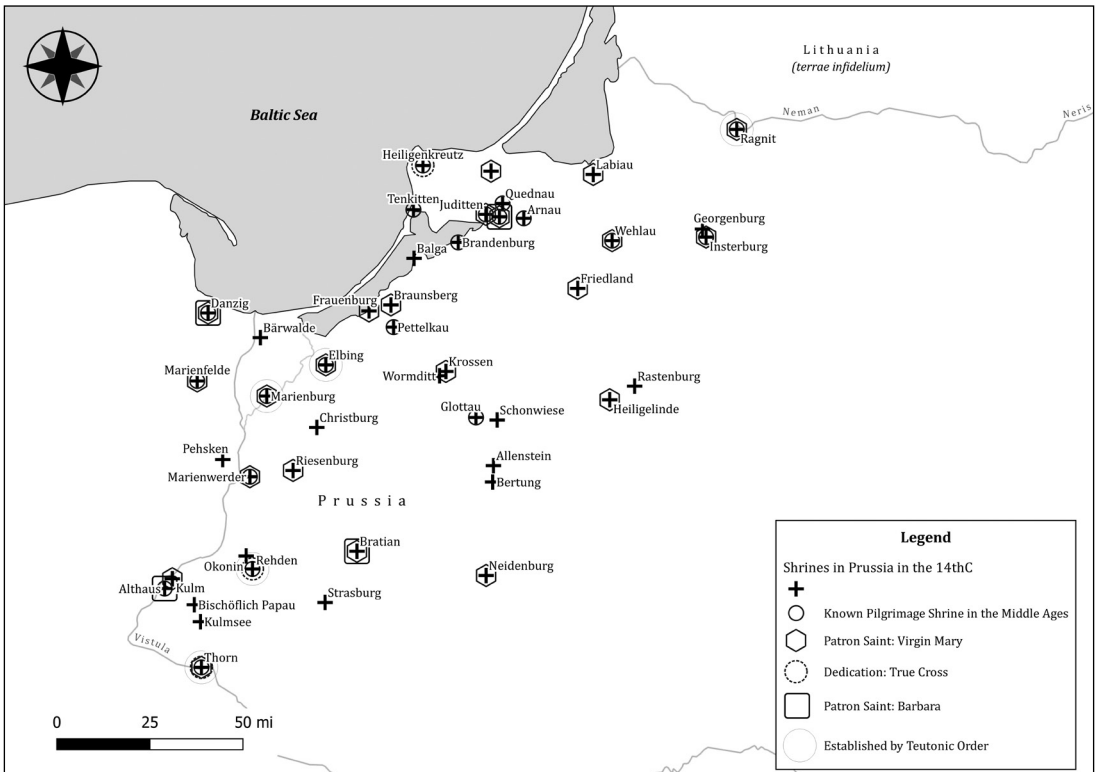 Lithuania
(terrae infidelium)
Neman
Neris
Baltic Sea
Ragnit
Heiligenkreutz
Labiau
Quednau
Tenkitten
Juditten
Arnau
Georgenburg
Wehlau
Insterburg
Brandenburg
Balga
Friedland
Braunsberg
Frauenburg
Danzig
Pettelkau
Bärwalde
Elbing
Krossen
Marienfelde
Wormditt
Rastenburg
Marienburg
Heiligelinde
Glottau
Schonwiese
Christburg
Pehsken
Allenstein
Riesenburg
Marienwerder
Bertung
Prussia
Bratian
Rehden
Okonin
Neidenburg
Althaus
Kulm
Strasburg
Bischöflich Papau
Kulmsee
Vistula
Thorn
0 25 50 mi
Legend
Shrines in Prussia in the 14thC
Known Pilgrimage Shrine in the Middle Ages
Patron Saint: Virgin Mary
Dedication: True Cross
Patron Saint: Barbara
Established by Teutonic Order